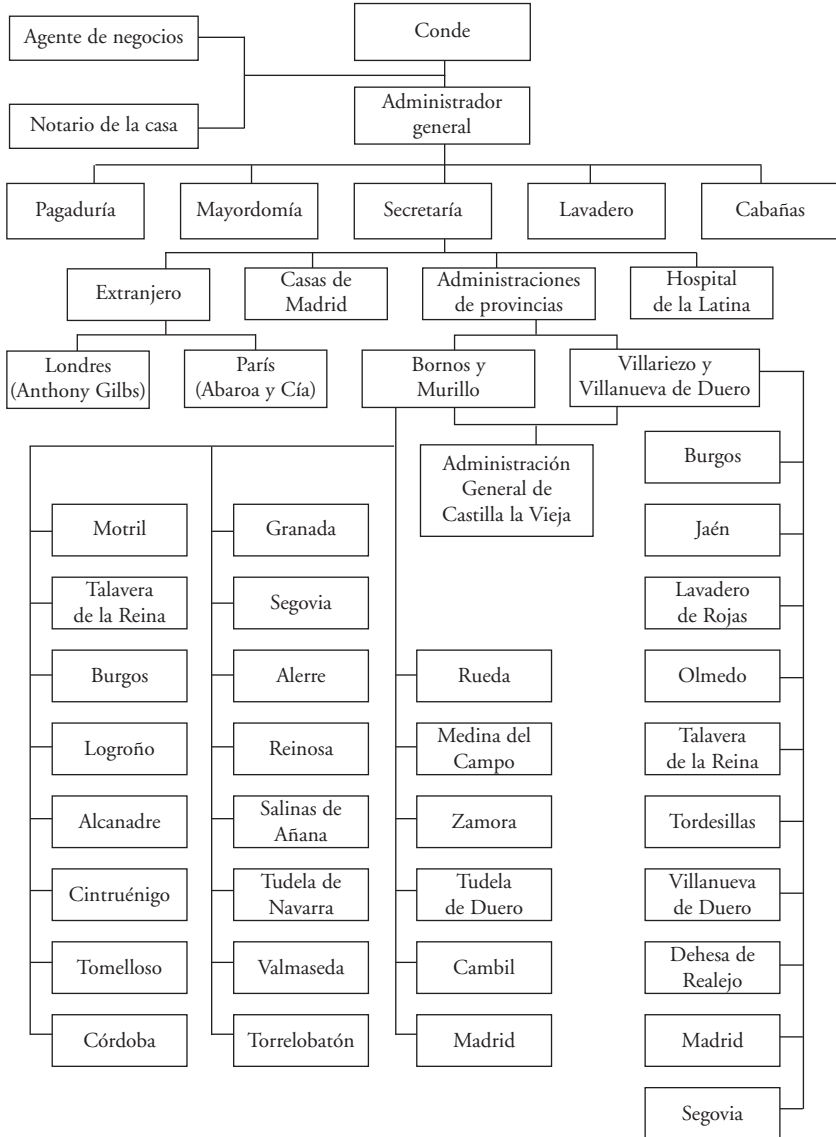 Agente de negocios
Conde
Notario de la casa
Administrador
general
Pagaduría
Mayordomía
Secretaría
Lavadero
Cabañas
Extranjero
Casas de
Madrid
Administraciones
de provincias
Hospital
de la Latina
Londres
(Anthony Gilbs)
París
(Abaroa y Cía)
Bornos y
Murillo
Villariezo y
Villanueva de Duero
Administración
General de
Castilla la Vieja
Motril
Talavera
de la Reina
Burgos
Logroño
Alcanadre
Cintruénigo
Tomelloso
Córdoba
Granada
Segovia
Alerre
Reinosa
Salinas de
Añana
Tudela de
Navarra
Valmaseda
Torrelobatón
Rueda
Medina del
Campo
Zamora
Tudela
de Duero
Cambil
Madrid
Burgos
Jaén
Lavadero
de Rojas
Olmedo
Talavera
de la Reina
Tordesillas
Villanueva
de Duero
Dehesa de
Realejo
Madrid
Segovia